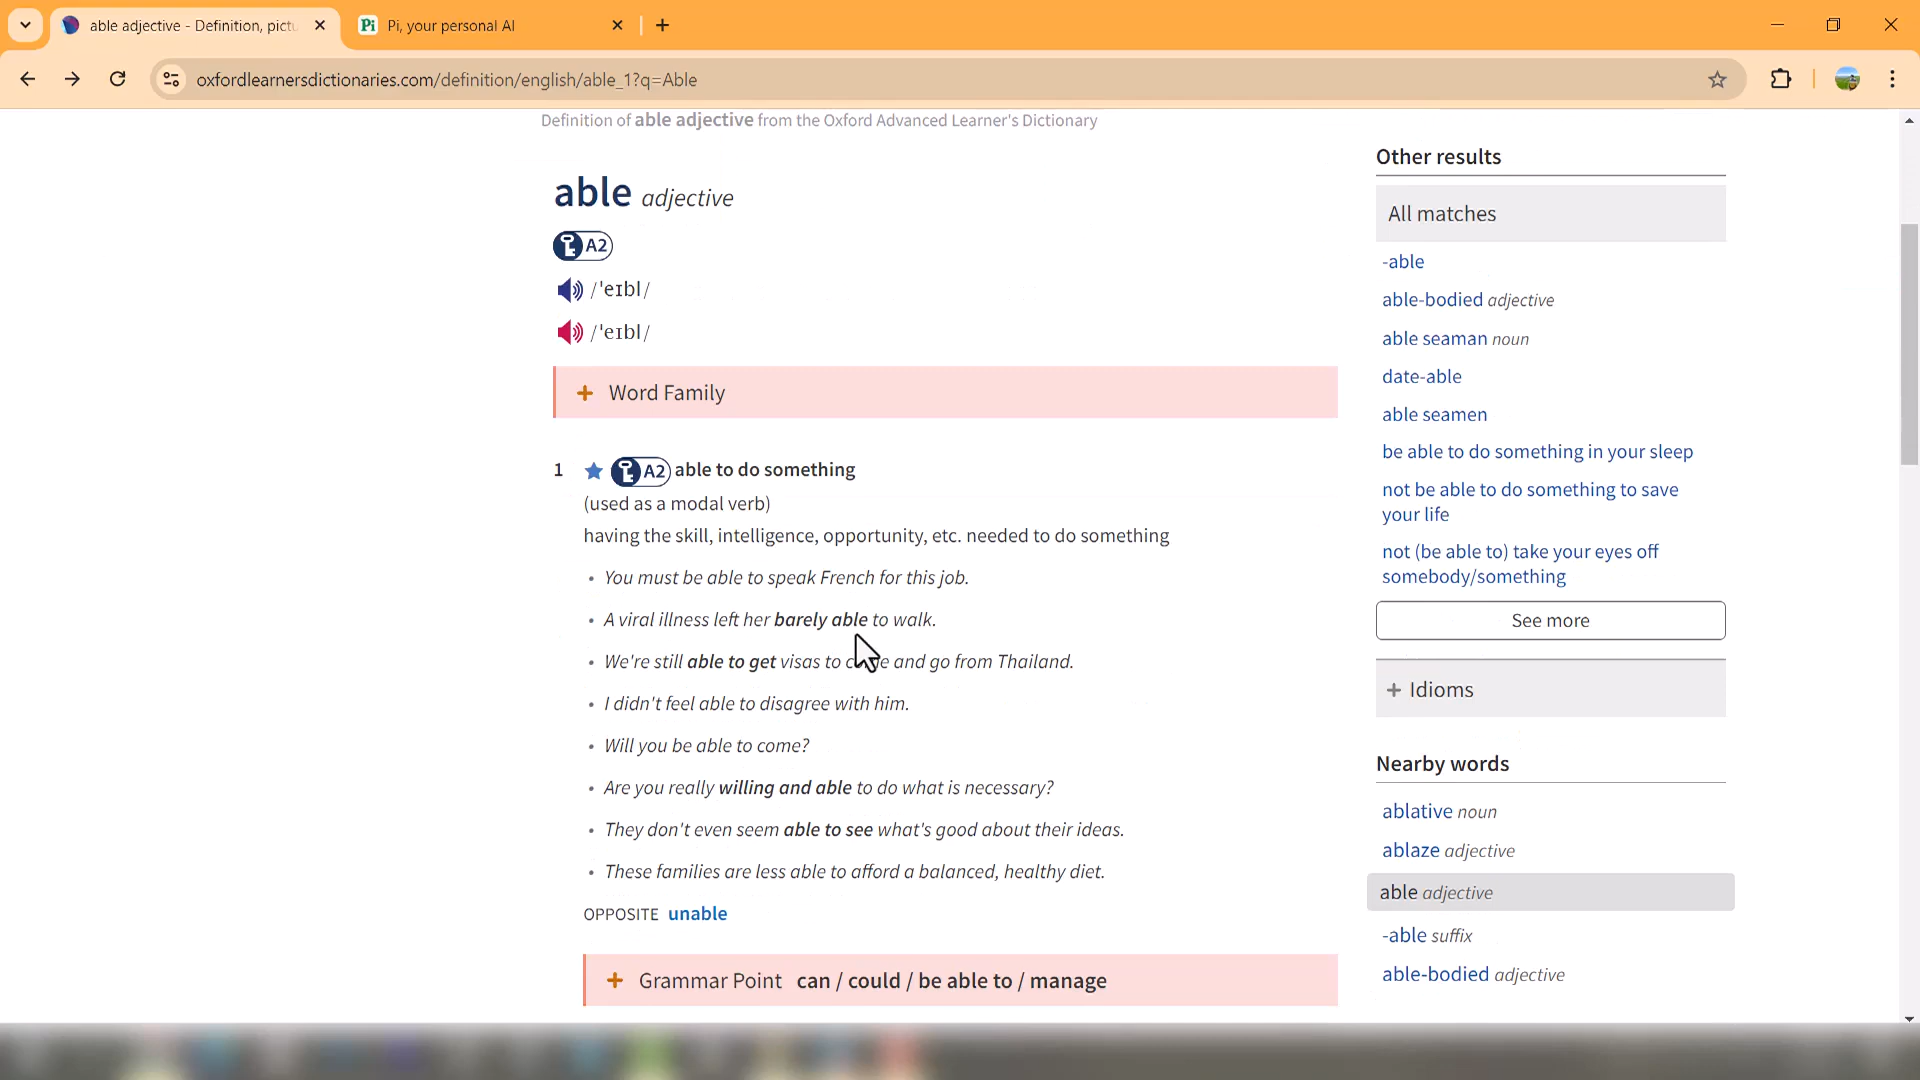 able adjective - Definition, pictu
Pi, your personal AI
oxfordlearnersdictionaries.com/definition/english/able_1?q=Able
Definition of able adjective from the Oxford Advanced Learner's Dictionary
able adjective
A2
/ˈeɪbl/
/ˈeɪbl/
+ Word Family
1 A2 able to do something
(used as a modal verb)
having the skill, intelligence, opportunity, etc. needed to do something
• You must be able to speak French for this job.
• A viral illness left her barely able to walk.
• We're still able to get visas to come and go from Thailand.
• I didn't feel able to disagree with him.
• Will you be able to come?
• Are you really willing and able to do what is necessary?
• They don't even seem able to see what's good about their ideas.
• These families are less able to afford a balanced, healthy diet.
OPPOSITE unable
+ Grammar Point can / could / be able to / manage
Other results
All matches
-able
able-bodied adjective
able seaman noun
date-able
able seamen
be able to do something in your sleep
not be able to do something to save
your life
not (be able to) take your eyes off
somebody/something
See more
+ Idioms
Nearby words
ablative noun
ablaze adjective
able adjective
-able suffix
able-bodied adjective